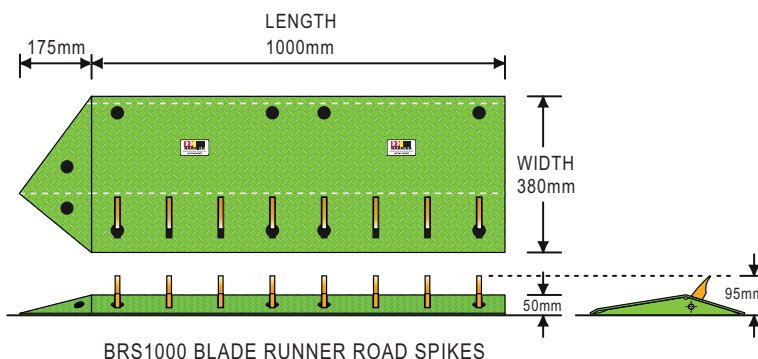 LENGTH
175mm
1000mm
WIDTH
380mm
50mm
95mm
BRS1000 BLADE RUNNER ROAD SPIKES